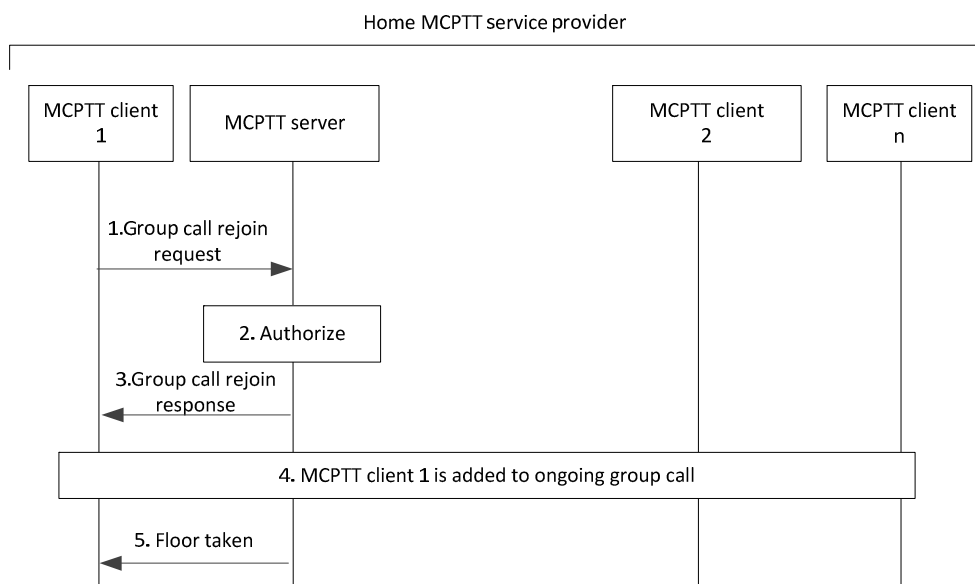 Home MCPTT service provider
MCPTT client
1
MCPTT server
MCPTT client
2
MCPTT client
n
1.Group call rejoin
request
2. Authorize
3.Group call rejoin
response
4. MCPTT client 1 is added to ongoing group call
5. Floor taken